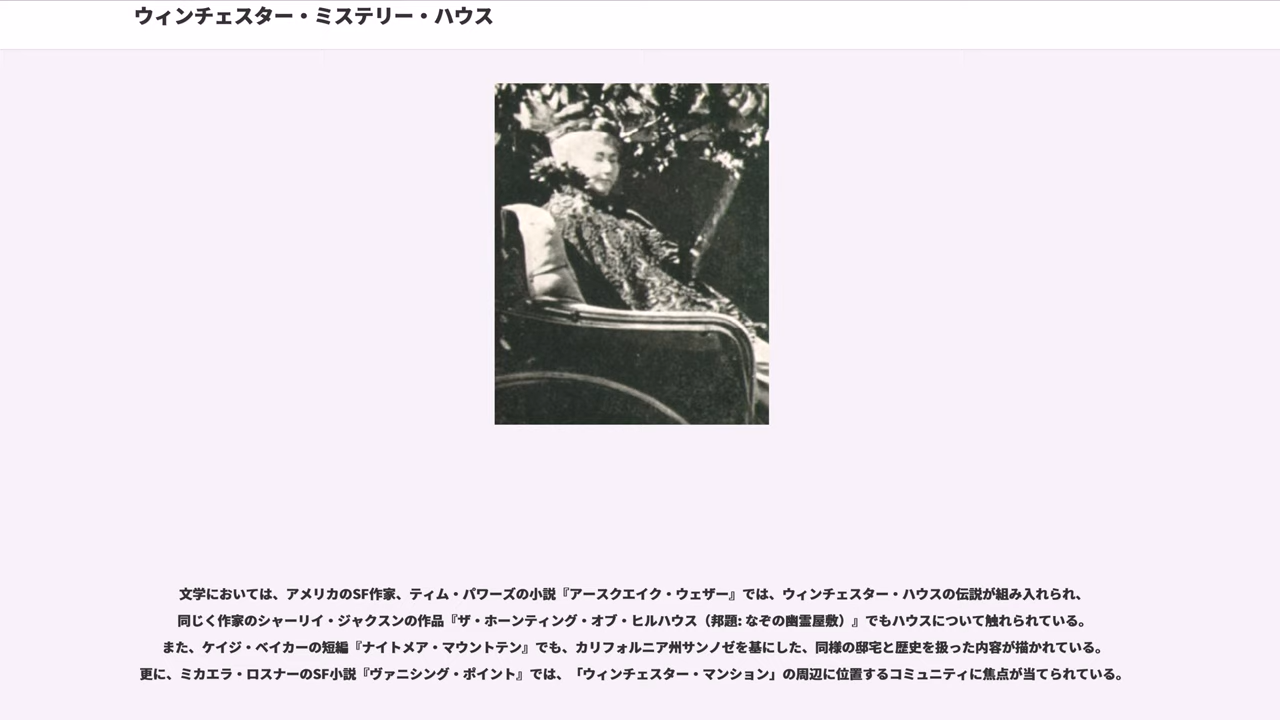 ウィンチェスター・ミステリー・ハウス
文学においては、アメリカのSF作家、ティム・パワーズの小説『アースクエイク・ウェザー』では、ウィンチェスター・ハウスの伝説が組み入れられ、
同じく作家のシャーリイ・ジャクスンの作品『ザ・ホーンティング・オブ・ヒルハウス（邦題: なぞの幽霊屋敷）』でもハウスについて触れられている。
また、ケイジ・ベイカーの短編『ナイトメア・マウントテン』でも、カリフォルニア州サンノゼを基にした、同様の邸宅と歴史を扱った内容が描かれている。
更に、ミカエラ・ロスナーのSF小説『ヴァニシング・ポイント』では、「ウィンチェスター・マンション」の周辺に位置するコミュニティに焦点が当てられている。